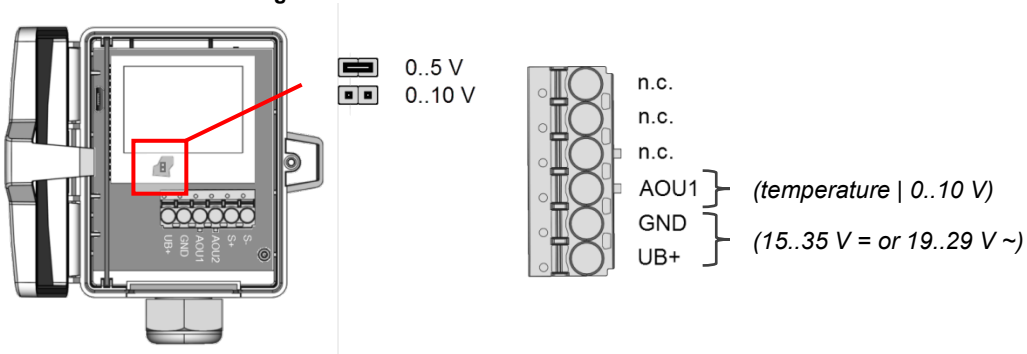 0..5 V
0..10 V
UB+
GND
AOU1
AOU2
S+
S-
n.c.
n.c.
n.c.
AOU1 (temperature | 0..10 V)
GND
UB+ (15..35 V = or 19..29 V ~)